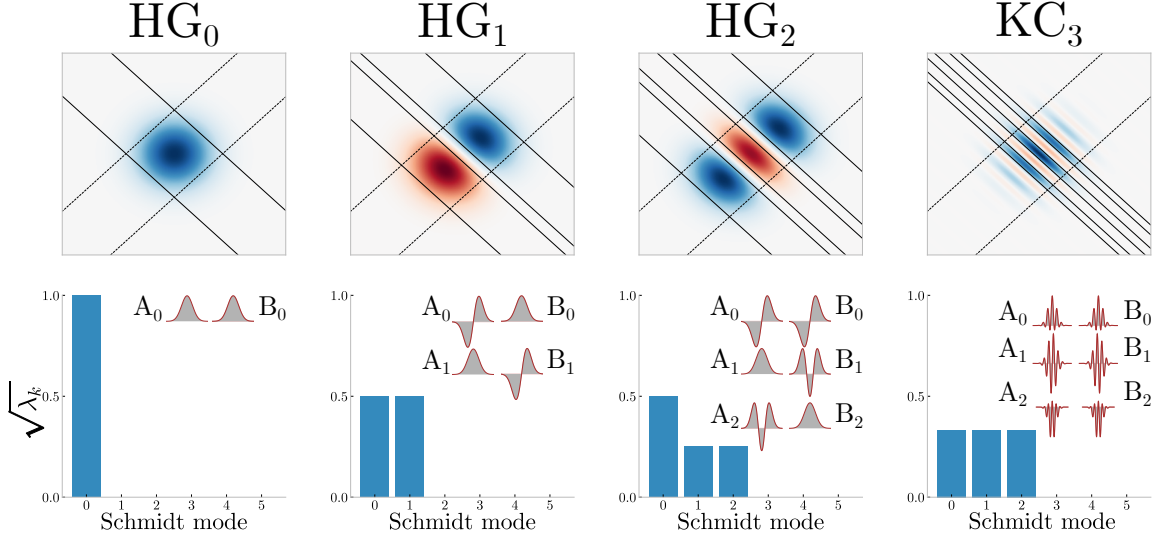 HG₀ HG₁ HG₂ KC₃
1.0 1.0 1.0 1.0
A₀ B₀ A₀ B₀ A₀ B₀ A₀ B₀
A₁ B₁ A₁ B₁ A₁ B₁
√λₖ 0.5 0.5 0.5 0.5
A₂ B₂ A₂ B₂
0.0 0.0 0.0 0.0
0 1 2 3 4 5 0 1 2 3 4 5 0 1 2 3 4 5 0 1 2 3 4 5
Schmidt mode Schmidt mode Schmidt mode Schmidt mode